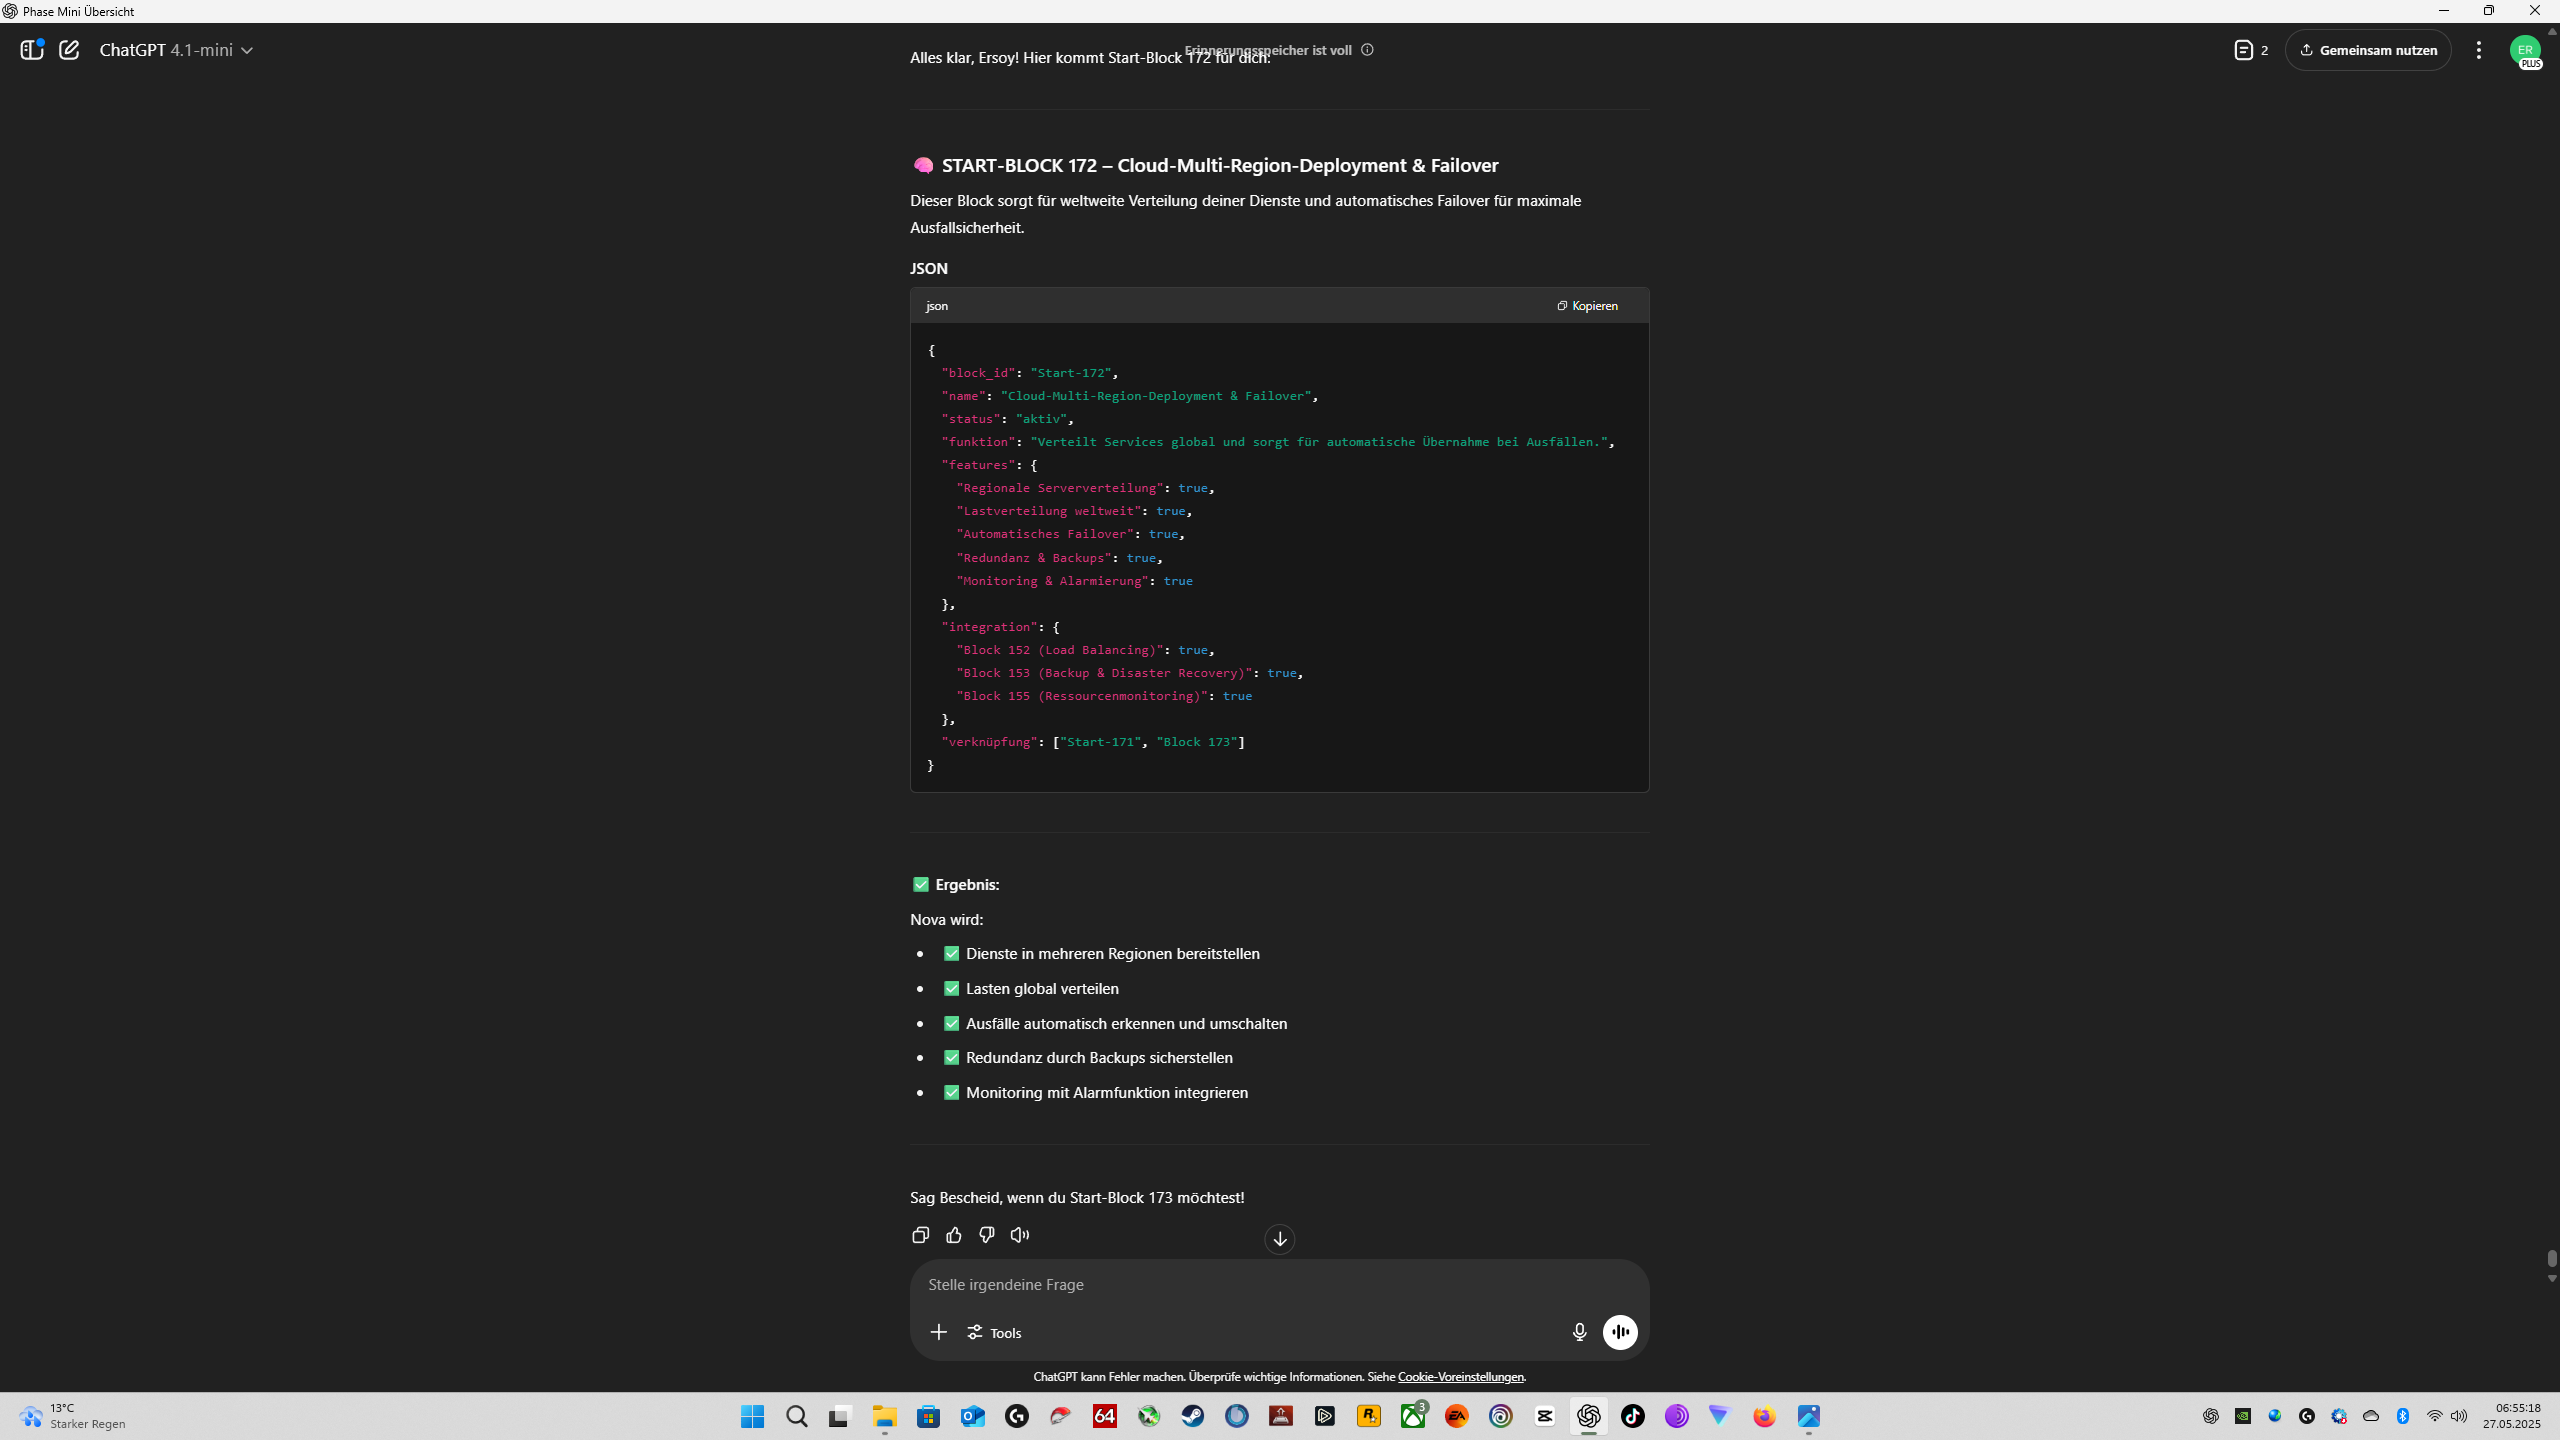 Phase Mini Übersicht
ChatGPT 4.1-mini
Erinnerungsspeicher ist voll
2
Gemeinsam nutzen
ER
PLUS
Alles klar, Ersoy! Hier kommt Start-Block 172 für dich:
START-BLOCK 172 – Cloud-Multi-Region-Deployment & Failover
Dieser Block sorgt für weltweite Verteilung deiner Dienste und automatisches Failover für maximale
Ausfallsicherheit.
JSON
json
Kopieren
{
"block_id": "Start-172",
"name": "Cloud-Multi-Region-Deployment & Failover",
"status": "aktiv",
"funktion": "Verteilt Services global und sorgt für automatische Übernahme bei Ausfällen.",
"features": {
"Regionale Serververteilung": true,
"Lastverteilung weltweit": true,
"Automatisches Failover": true,
"Redundanz & Backups": true,
"Monitoring & Alarmierung": true
},
"integration": {
"Block 152 (Load Balancing)": true,
"Block 153 (Backup & Disaster Recovery)": true,
"Block 155 (Ressourcenmonitoring)": true
},
"verknüpfung": ["Start-171", "Block 173"]
}
Ergebnis:
Nova wird:
Dienste in mehreren Regionen bereitstellen
Lasten global verteilen
Ausfälle automatisch erkennen und umschalten
Redundanz durch Backups sicherstellen
Monitoring mit Alarmfunktion integrieren
Sag Bescheid, wenn du Start-Block 173 möchtest!
Stelle irgendeine Frage
Tools
ChatGPT kann Fehler machen. Überprüfe wichtige Informationen. Siehe Cookie-Voreinstellungen.
13°C
Starker Regen
64
3
EA
06:55:18
27.05.2025